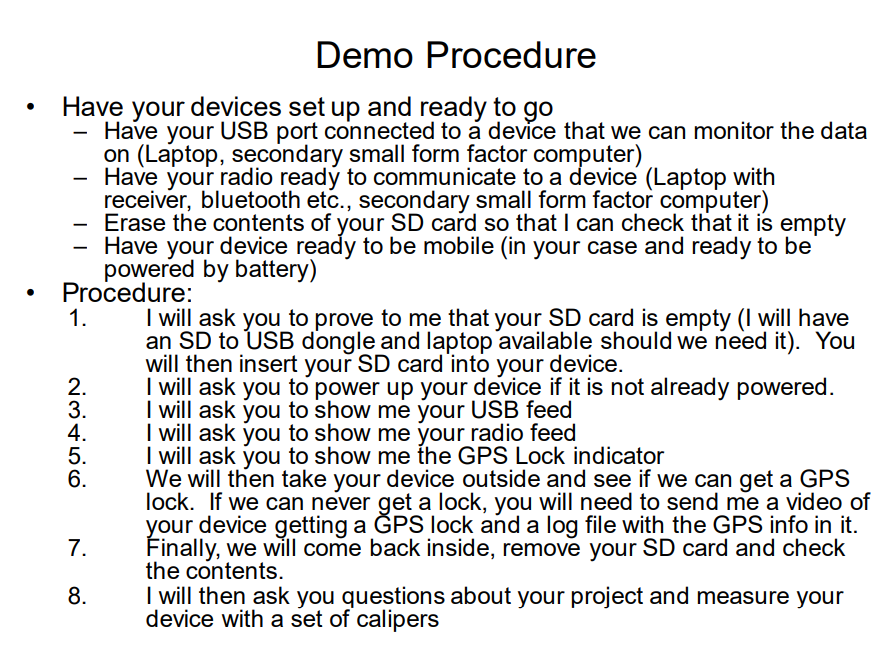 Demo Procedure
• Have your devices set up and ready to go
– Have your USB port connected to a device that we can monitor the data
on (Laptop, secondary small form factor computer)
– Have your radio ready to communicate to a device (Laptop with
receiver, bluetooth etc., secondary small form factor computer)
– Erase the contents of your SD card so that I can check that it is empty
– Have your device ready to be mobile (in your case and ready to be
powered by battery)
• Procedure:
1. I will ask you to prove to me that your SD card is empty (I will have
an SD to USB dongle and laptop available should we need it). You
will then insert your SD card into your device.
2. I will ask you to power up your device if it is not already powered.
3. I will ask you to show me your USB feed
4. I will ask you to show me your radio feed
5. I will ask you to show me the GPS Lock indicator
6. We will then take your device outside and see if we can get a GPS
lock. If we can never get a lock, you will need to send me a video of
your device getting a GPS lock and a log file with the GPS info in it.
7. Finally, we will come back inside, remove your SD card and check
the contents.
8. I will then ask you questions about your project and measure your
device with a set of calipers